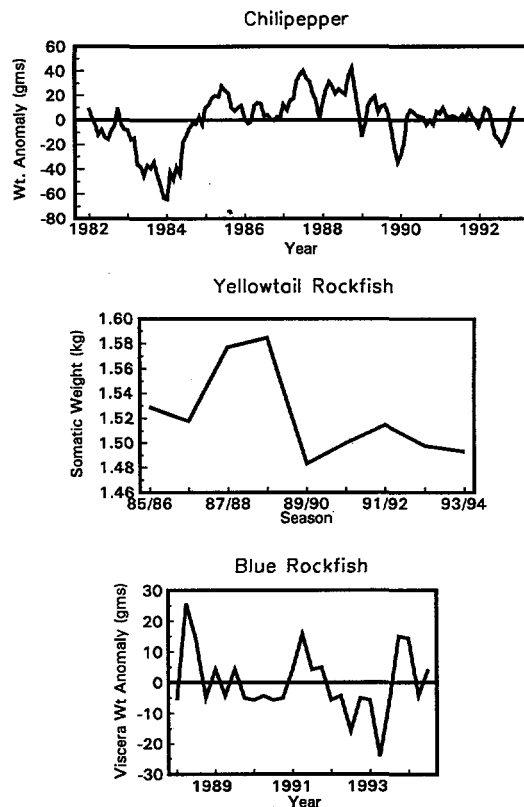 Chilipepper
Wt. Anomaly (gms)
60
40
20
0
-20
-40
-60
-80
1982 1984 1986 1988 1990 1992
Year
Yellowtail Rockfish
Somatic Weight (kg)
1.60
1.58
1.56
1.54
1.52
1.50
1.48
1.46
85/86 87/88 89/90 91/92 93/94
Season
Blue Rockfish
Viscera Wt Anomaly (gms)
30
20
10
0
-10
-20
-30
1989 1991 1993
Year